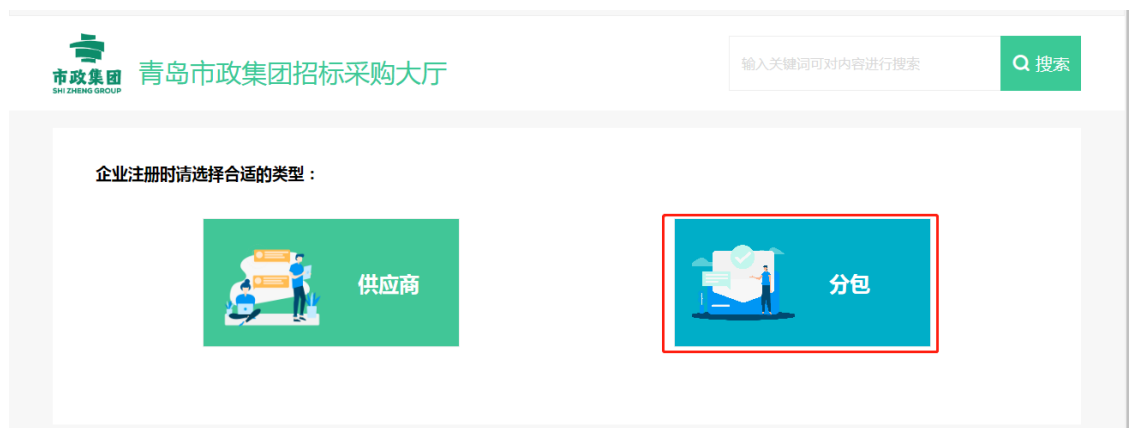 市政集团
SHI ZHENG GROUP
青岛市政集团招标采购大厅
输入关键词可对内容进行搜索
搜索
企业注册时请选择合适的类型：
供应商
分包